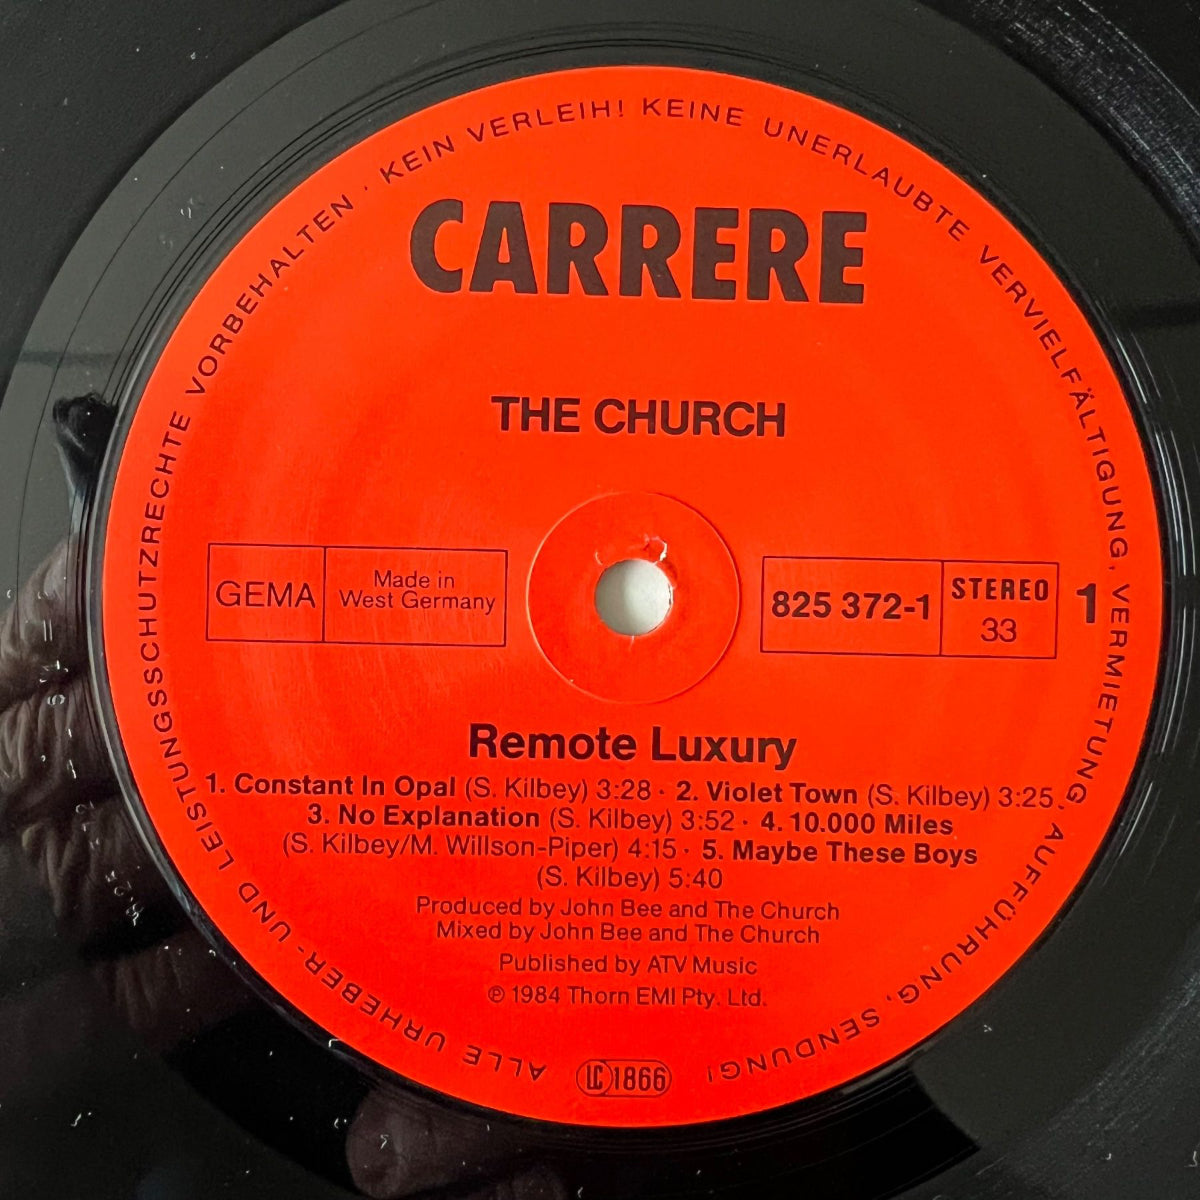 ALLE URHEBER- UND LEISTUNGSSCHUTZRECHTE VORBEHALTEN · KEIN VERLEIH! KEINE UNERLAUBTE VERVIELFÄLTIGUNG, VERMIETUNG, AUFFÜHRUNG, SENDUNG!
CARRERE
THE CHURCH
GEMA
Made in
West Germany
825 372-1
STEREO
33
1
Remote Luxury
1. Constant In Opal (S. Kilbey) 3:28 · 2. Violet Town (S. Kilbey) 3:25 ·
3. No Explanation (S. Kilbey) 3:52 · 4. 10.000 Miles
(S. Kilbey/M. Willson-Piper) 4:15 · 5. Maybe These Boys
(S. Kilbey) 5:40
Produced by John Bee and The Church
Mixed by John Bee and The Church
Published by ATV Music
℗ 1984 Thorn EMI Pty. Ltd.
LC 1866